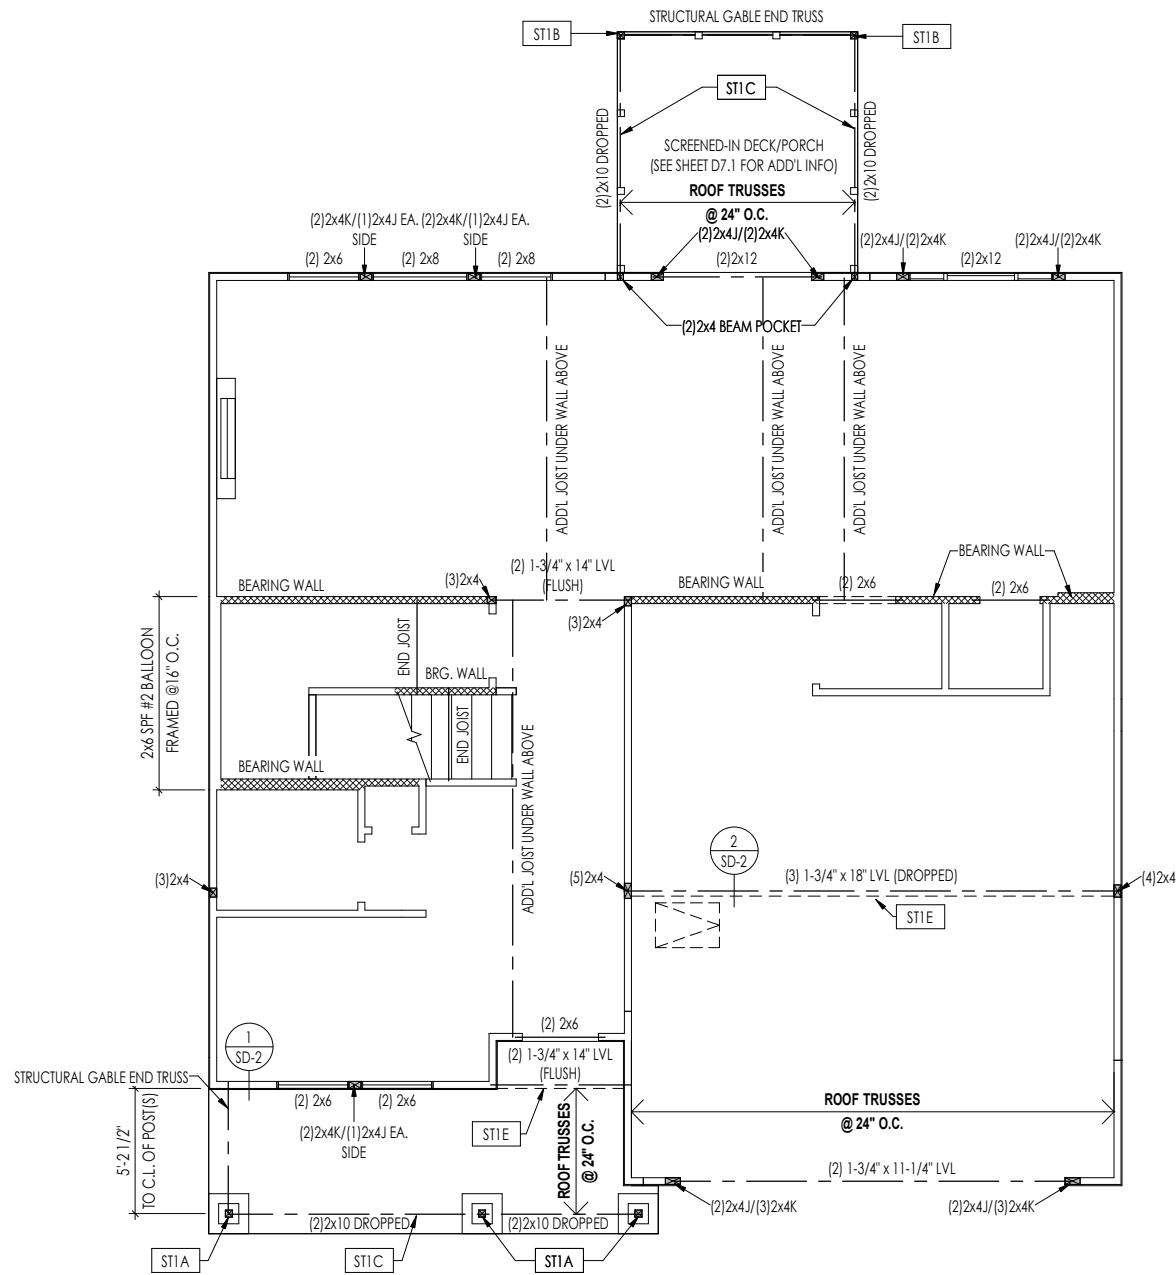 STRUCTURAL GABLE END TRUSS
ST1B
ST1B
ST1C
(2)2x10 DROPPED
(2)2x10 DROPPED
SCREENED-IN DECK/PORCH
(SEE SHEET D7.1 FOR ADD'L INFO)
ROOF TRUSSES
@ 24" O.C.
(2)2x4K/(1)2x4J EA.
SIDE
(2)2x4K/(1)2x4J EA.
SIDE
(2)2x4J/(2)2x4K
(2)2x4J/(2)2x4K
(2)2x4J/(2)2x4K
(2) 2x6
(2) 2x8
(2) 2x8
(2)2x12
(2)2x12
(2)2x4 BEAM POCKET
ADD'L JOIST UNDER WALL ABOVE
ADD'L JOIST UNDER WALL ABOVE
ADD'L JOIST UNDER WALL ABOVE
(2) 1-3/4" x 14" LVL
(FLUSH)
BEARING WALL
BEARING WALL
(3)2x4
BEARING WALL
(2) 2x6
(2) 2x6
(3)2x4
2x6 SPF #2 BALLOON
FRAMED @16" O.C.
END JOIST
BRG. WALL
END JOIST
BEARING WALL
ADD'L JOIST UNDER WALL ABOVE
2
SD-2
(3)2x4
(5)2x4
(3) 1-3/4" x 18" LVL (DROPPED)
(4)2x4
ST1E
1
SD-2
(2) 2x6
(2) 1-3/4" x 14" LVL
(FLUSH)
STRUCTURAL GABLE END TRUSS
(2) 2x6
(2) 2x6
(2)2x4K/(1)2x4J EA.
SIDE
ST1E
ROOF TRUSSES
@ 24" O.C.
ROOF TRUSSES
@ 24" O.C.
5'-2 1/2"
TO C.L. OF POST(S)
(2) 1-3/4" x 11-1/4" LVL
(2)2x4J/(3)2x4K
(2)2x4J/(3)2x4K
(2)2x10 DROPPED
(2)2x10 DROPPED
ST1A
ST1C
ST1A